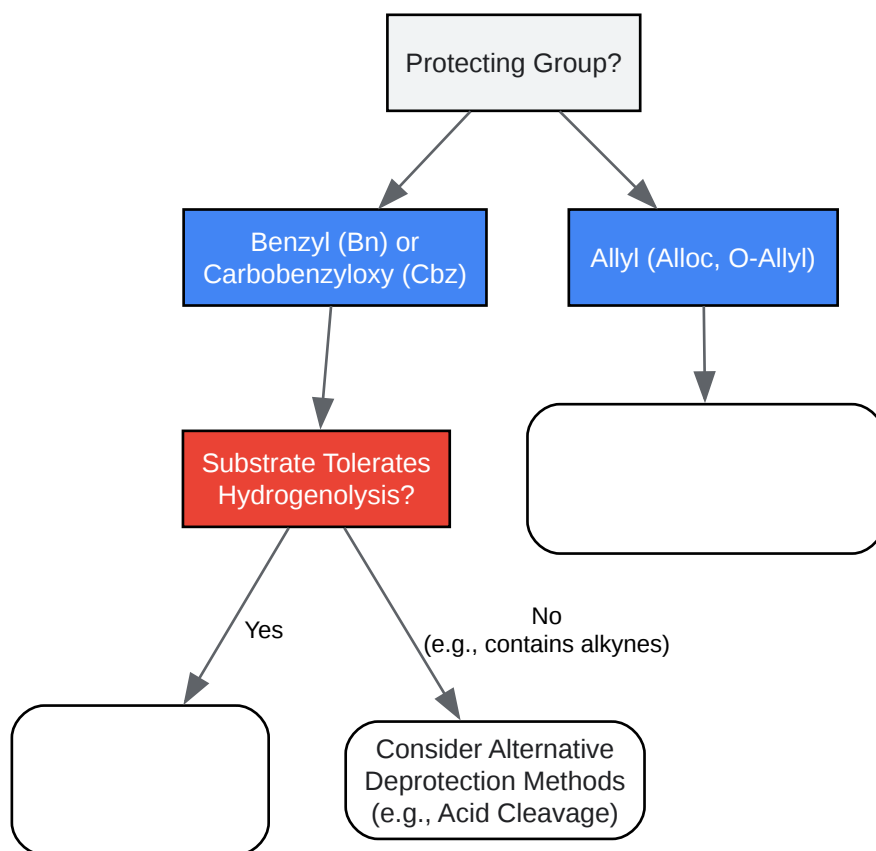 Protecting Group?
Benzyl (Bn) or
Carbobenzyloxy (Cbz)
Allyl (Alloc, O-Allyl)
Substrate Tolerates
Hydrogenolysis?
Yes
No
(e.g., contains alkynes)
Consider Alternative
Deprotection Methods
(e.g., Acid Cleavage)